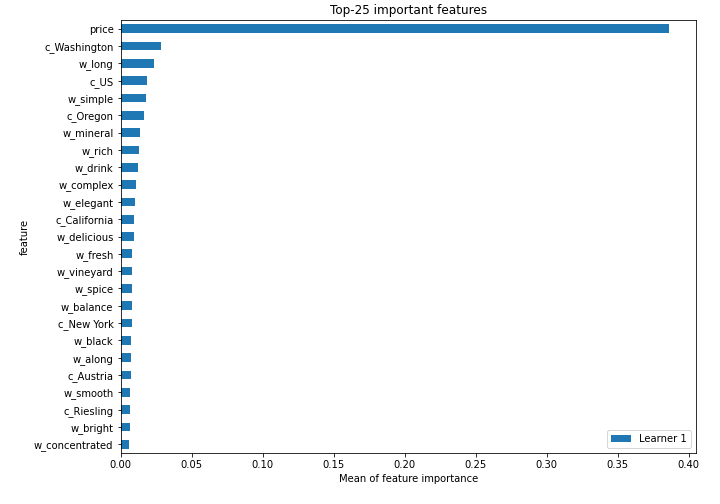 Top-25 important features
price
c_Washington
w_long
c_US
w_simple
c_Oregon
w_mineral
w_rich
w_drink
w_complex
w_elegant
c_California
w_delicious
w_fresh
w_vineyard
w_spice
w_balance
c_New York
w_black
w_along
c_Austria
w_smooth
c_Riesling
w_bright
w_concentrated
feature
Learner 1
0.00 0.05 0.10 0.15 0.20 0.25 0.30 0.35 0.40
Mean of feature importance